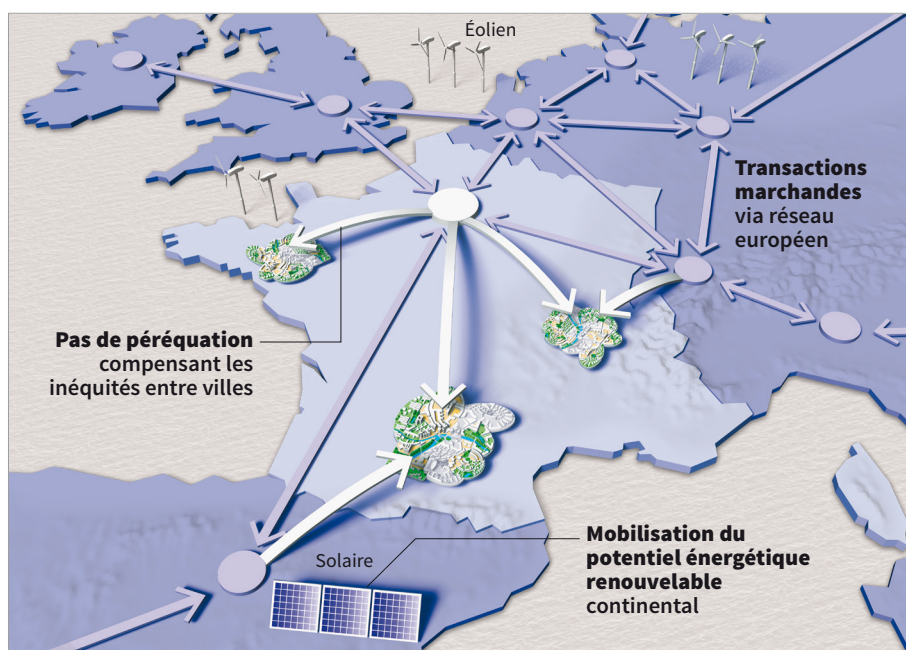 Éolien
Transactions
marchandes
via réseau
européen
Pas de péréquation
compensant les
inéquités entre villes
Solaire
Mobilisation du
potentiel énergétique
renouvelable
continental